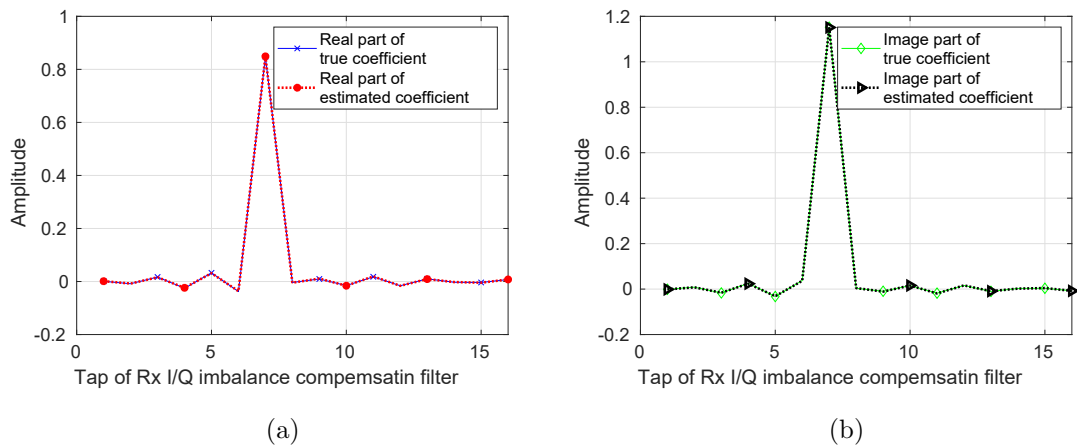 1
0.8
0.6
0.4
0.2
0
-0.2
Amplitude
5
10
15
Tap of Rx I/Q imbalance compemsatin filter
Real part of
true coefficient
Real part of
estimated coefficient
(a)
1.2
1
0.8
0.6
0.4
0.2
0
-0.2
Amplitude
5
10
15
Tap of Rx I/Q imbalance compemsatin filter
Image part of
true coefficient
Image part of
estimated coefficient
(b)